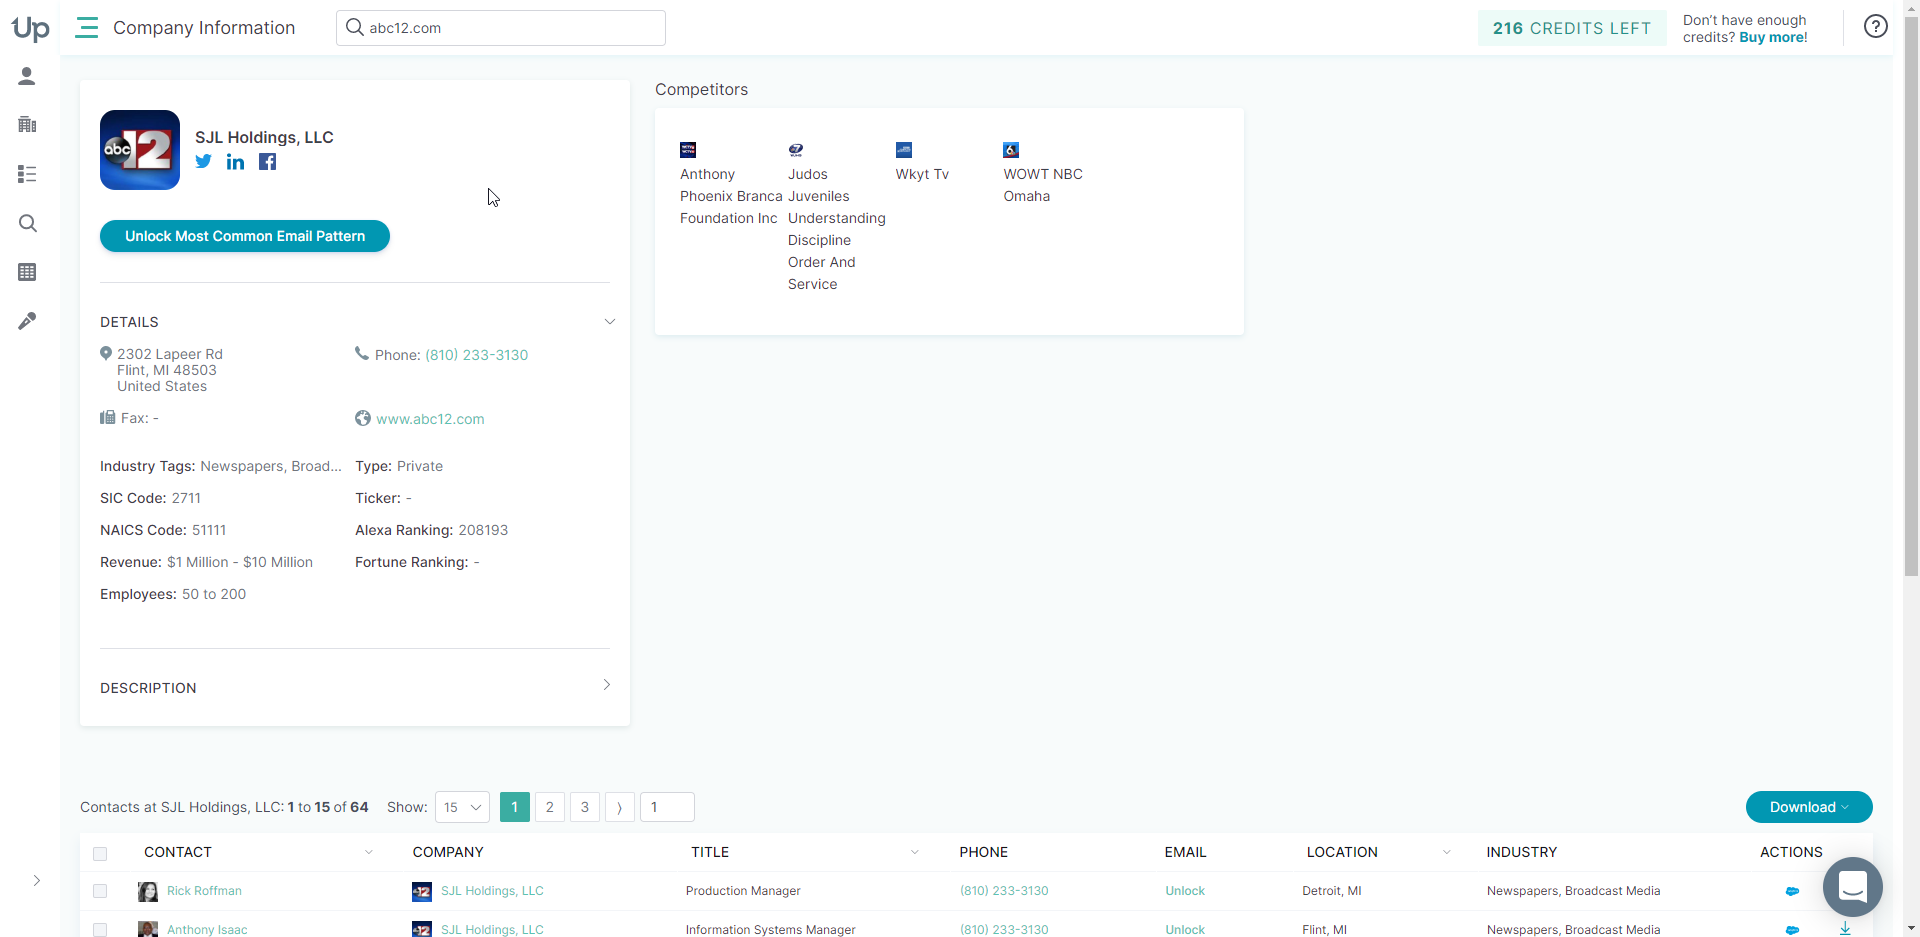 Up
Company Information
abc12.com
216 CREDITS LEFT
Don't have enough
credits? Buy more!
abc 12
SJL Holdings, LLC
Unlock Most Common Email Pattern
DETAILS
2302 Lapeer Rd
Flint, MI 48503
United States
Phone: (810) 233-3130
Fax: -
www.abc12.com
Industry Tags: Newspapers, Broad...
Type: Private
SIC Code: 2711
Ticker: -
NAICS Code: 51111
Alexa Ranking: 208193
Revenue: $1 Million - $10 Million
Fortune Ranking: -
Employees: 50 to 200
DESCRIPTION
Competitors
Anthony
Phoenix Branca
Foundation Inc
Judos
Juveniles
Understanding
Discipline
Order And
Service
Wkyt Tv
WOWT NBC
Omaha
Contacts at SJL Holdings, LLC: 1 to 15 of 64 Show: 15 1 2 3 ⟩ 1
Download
CONTACT COMPANY TITLE PHONE EMAIL LOCATION INDUSTRY ACTIONS
Rick Roffman SJL Holdings, LLC Production Manager (810) 233-3130 Unlock Detroit, MI Newspapers, Broadcast Media
Anthony Isaac SJL Holdings, LLC Information Systems Manager (810) 233-3130 Unlock Flint, MI Newspapers, Broadcast Media